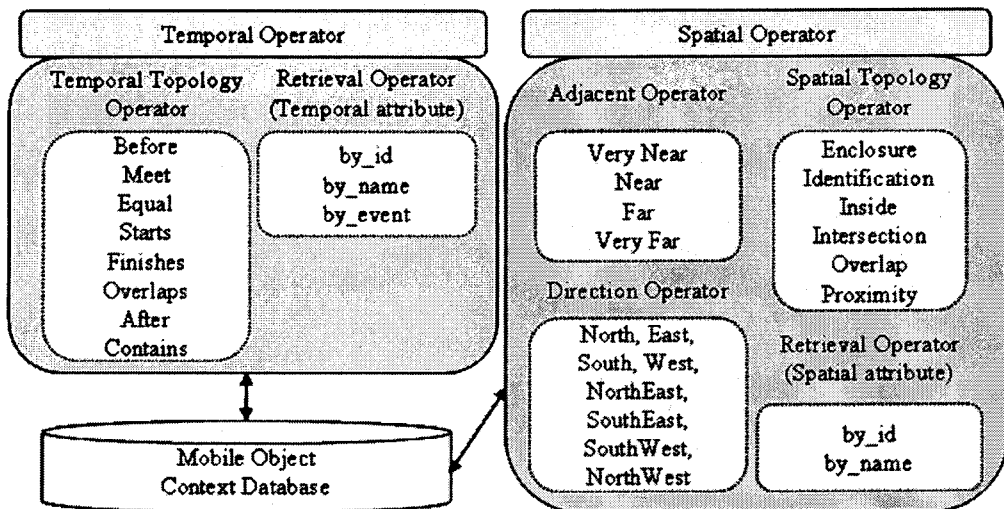 Temporal Operator
Temporal Topology
Operator
Before
Meet
Equal
Starts
Finishes
Overlaps
After
Contains
Retrieval Operator
(Temporal attribute)
by_id
by_name
by_event
Mobile Object
Context Database
Spatial Operator
Adjacent Operator
Very Near
Near
Far
Very Far
Direction Operator
North, East,
South, West,
NorthEast,
SouthEast,
SouthWest,
NorthWest
Spatial Topology
Operator
Enclosure
Identification
Inside
Intersection
Overlap
Proximity
Retrieval Operator
(Spatial attribute)
by_id
by_name